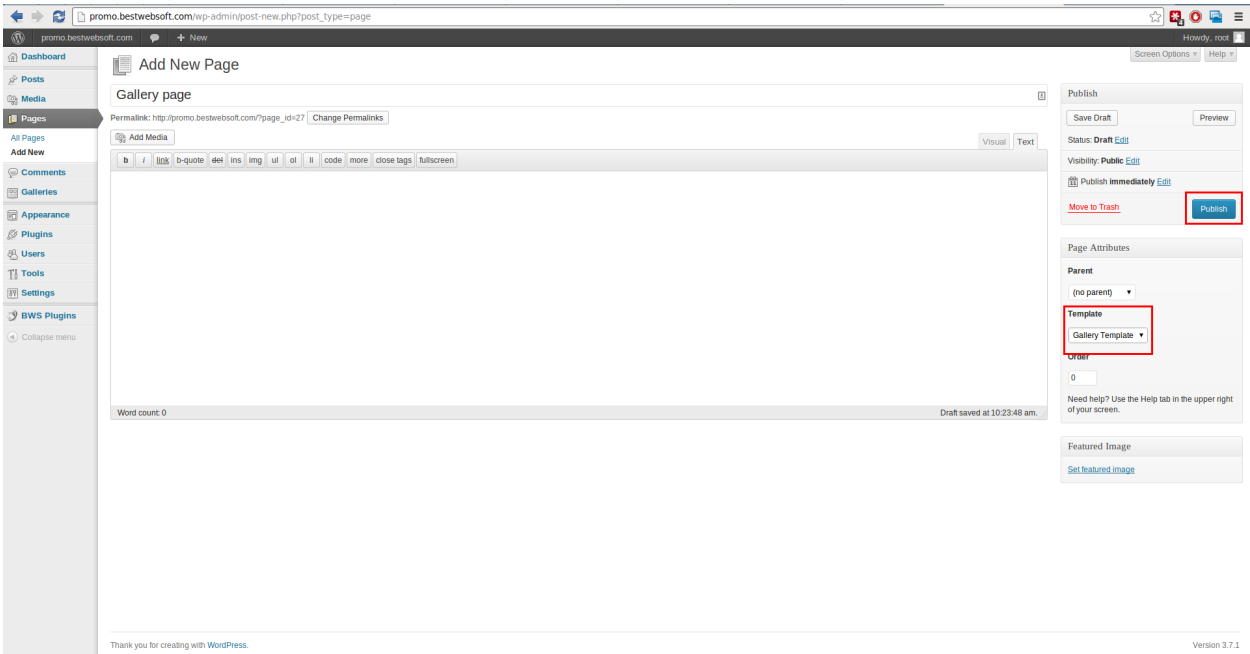 promo.bestwebsoft.com/wp-admin/post-new.php?post_type=page
4
promo.bestwebsoft.com
+ New
Howdy, root
Screen Options
Help
Dashboard
Posts
Media
Pages
All Pages
Add New
Comments
Galleries
Appearance
Plugins
Users
Tools
Settings
BWS Plugins
Collapse menu
Add New Page
Gallery page
Permalink: http://promo.bestwebsoft.com/?page_id=27 Change Permalinks
Add Media
Visual Text
b i link b-quote del ins img ul ol li code more close tags fullscreen
Word count: 0
Draft saved at 10:23:48 am.
Publish
Save Draft
Preview
Status: Draft Edit
Visibility: Public Edit
Publish immediately Edit
Move to Trash
Publish
Page Attributes
Parent
(no parent)
Template
Gallery Template
Order
0
Need help? Use the Help tab in the upper right
of your screen.
Featured Image
Set featured image
Thank you for creating with WordPress.
Version 3.7.1